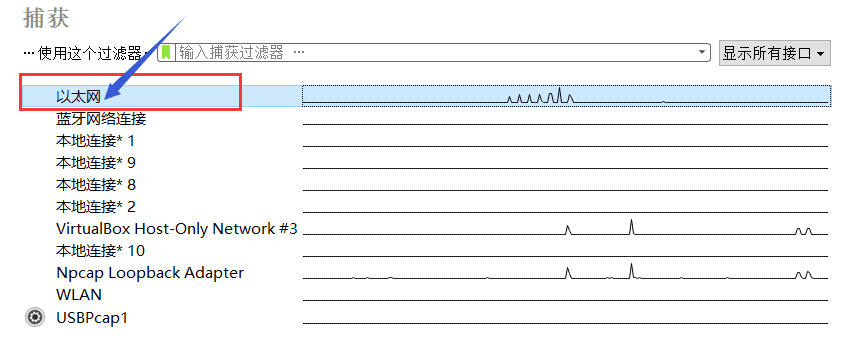 捕获
… 使用这个过滤器: 输入捕获过滤器 … 显示所有接口
以太网
蓝牙网络连接
本地连接* 1
本地连接* 9
本地连接* 8
本地连接* 2
VirtualBox Host-Only Network #3
本地连接* 10
Npcap Loopback Adapter
WLAN
USBPcap1